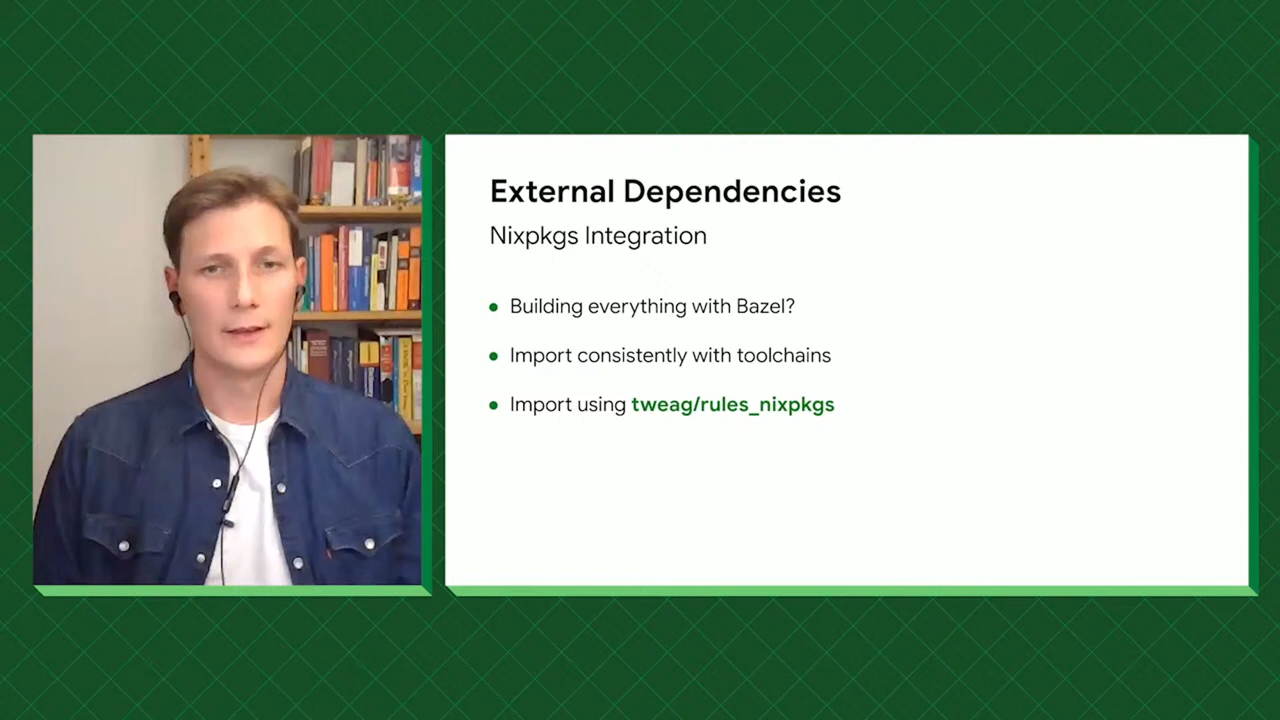 External Dependencies
Nixpkgs Integration
Building everything with Bazel?
Import consistently with toolchains
Import using tweag/rules_nixpkgs